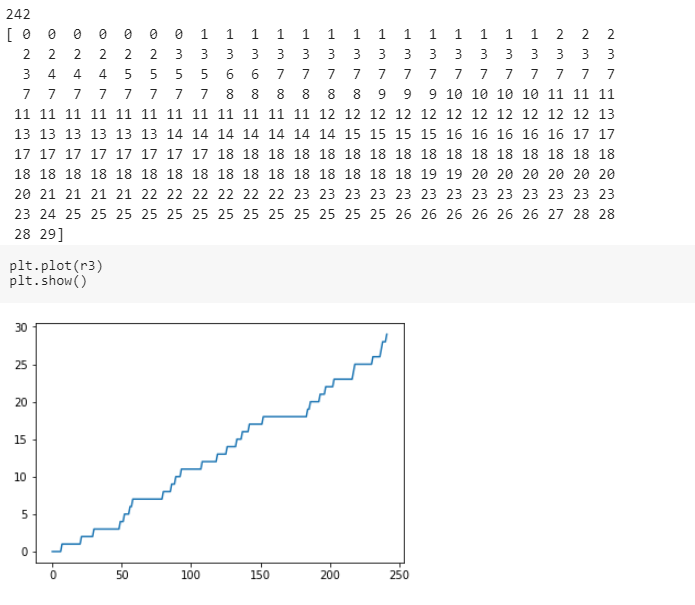 242
[ 0 0 0 0 0 0 0 1 1 1 1 1 1 1 1 1 1 1 1 1 1 2 2 2
2 2 2 2 2 2 3 3 3 3 3 3 3 3 3 3 3 3 3 3 3 3 3 3
3 4 4 4 5 5 5 5 6 6 7 7 7 7 7 7 7 7 7 7 7 7 7 7
7 7 7 7 7 7 7 7 8 8 8 8 8 8 9 9 9 10 10 10 10 11 11 11
11 11 11 11 11 11 11 11 11 11 11 11 12 12 12 12 12 12 12 12 12 12 12 13
13 13 13 13 13 13 14 14 14 14 14 14 14 15 15 15 15 16 16 16 16 16 17 17
17 17 17 17 17 17 17 17 18 18 18 18 18 18 18 18 18 18 18 18 18 18 18 18
18 18 18 18 18 18 18 18 18 18 18 18 18 18 18 18 19 19 20 20 20 20 20 20
20 21 21 21 21 22 22 22 22 22 22 23 23 23 23 23 23 23 23 23 23 23 23 23
23 24 25 25 25 25 25 25 25 25 25 25 25 25 25 26 26 26 26 26 26 27 28 28
28 29]
plt.plot(r3)
plt.show()
30
25
20
15
10
5
0
0 50 100 150 200 250